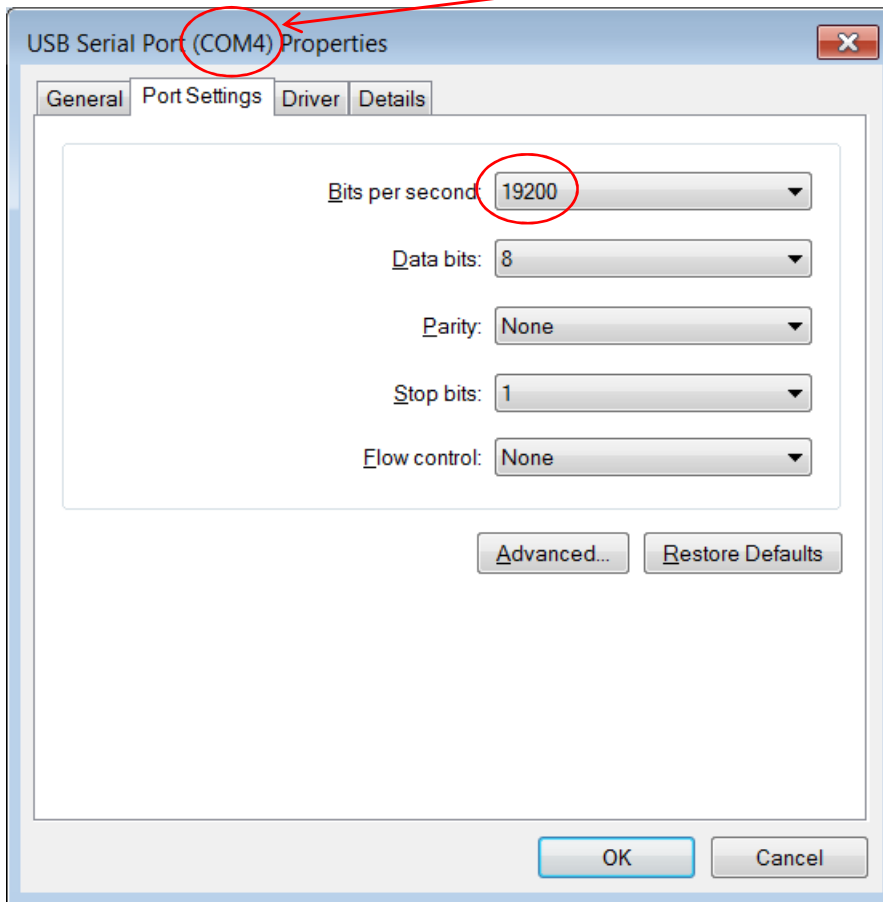 USB Serial Port (COM4) Properties
General Port Settings Driver Details
Bits per second: 19200
Data bits: 8
Parity: None
Stop bits: 1
Flow control: None
Advanced... Restore Defaults
OK Cancel